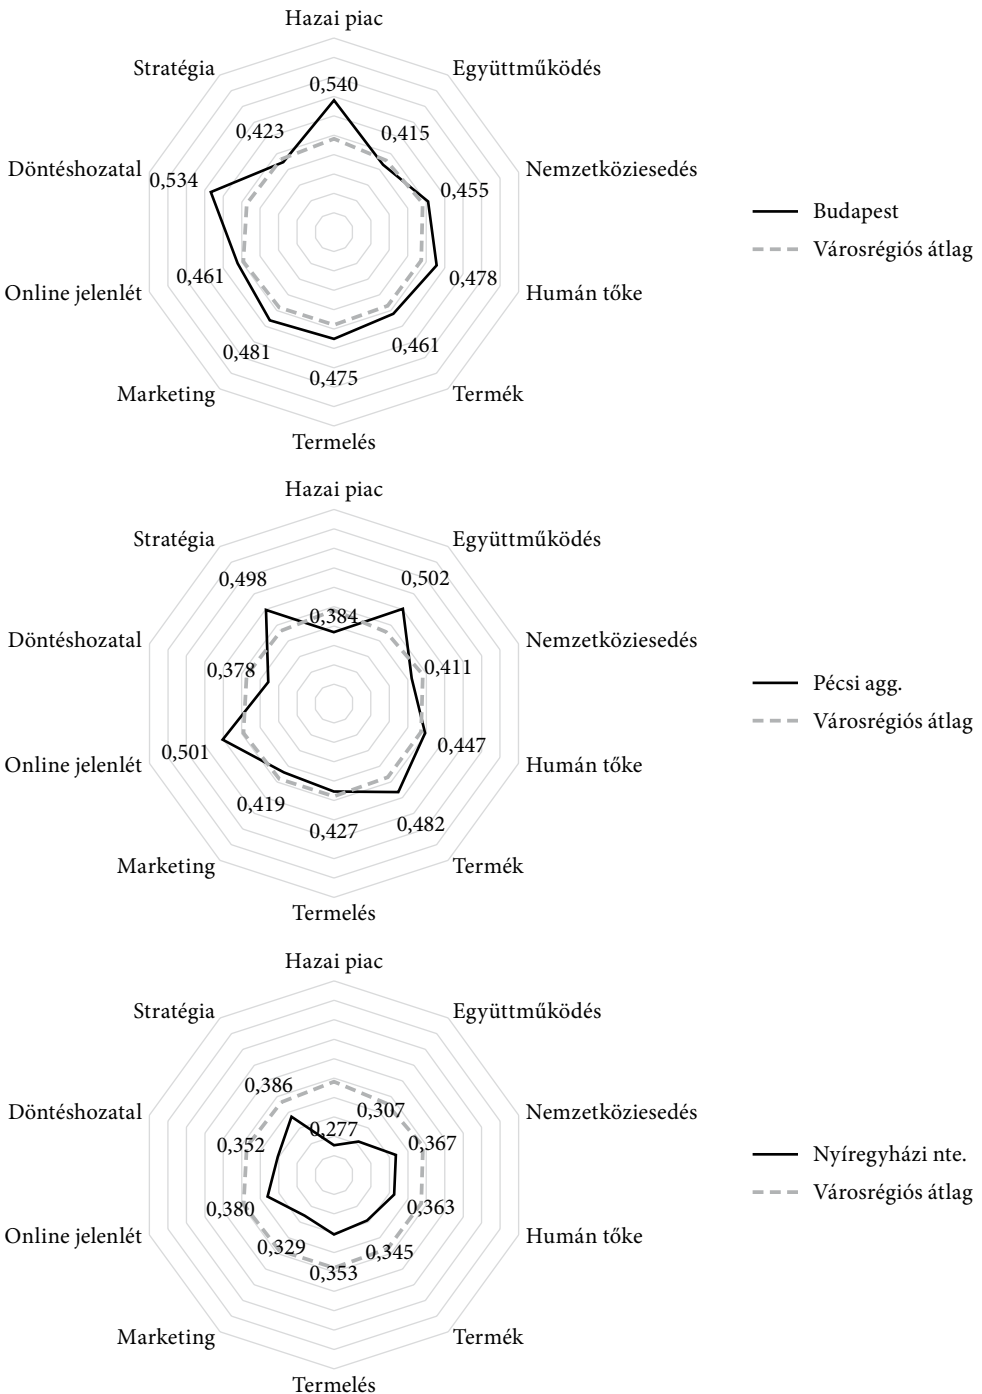 Hazai piac
Stratégia
Együttműködés
0,540
0,423
0,415
Döntéshozatal
0,534
Nemzetköziesedés
0,455
Budapest
Városrégiós átlag
0,461
0,478
Online jelenlét
Humán tőke
0,481
0,461
0,475
Marketing
Termék
Termelés
Hazai piac
Stratégia
Együttműködés
0,498
0,502
0,384
Döntéshozatal
Nemzetköziesedés
0,378
0,411
Pécsi agg.
Városrégiós átlag
0,501
0,447
Online jelenlét
Humán tőke
0,419
0,482
0,427
Marketing
Termék
Termelés
Hazai piac
Stratégia
Együttműködés
0,386
0,307
Döntéshozatal
Nemzetköziesedés
0,277
0,352
0,367
Nyíregyházi nte.
Városrégiós átlag
0,380
0,363
Online jelenlét
Humán tőke
0,329
0,345
0,353
Marketing
Termék
Termelés